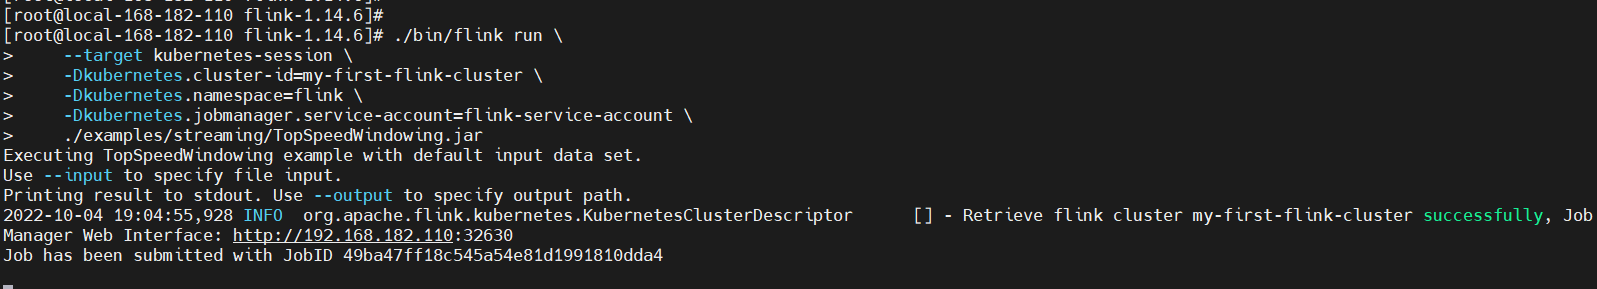 [root@local-168-182-110 flink-1.14.6]#
[root@local-168-182-110 flink-1.14.6]# ./bin/flink run \
>     --target kubernetes-session \
>     -Dkubernetes.cluster-id=my-first-flink-cluster \
>     -Dkubernetes.namespace=flink \
>     -Dkubernetes.jobmanager.service-account=flink-service-account \
>     ./examples/streaming/TopSpeedWindowing.jar
Executing TopSpeedWindowing example with default input data set.
Use --input to specify file input.
Printing result to stdout. Use --output to specify output path.
2022-10-04 19:04:55,928 INFO  org.apache.flink.kubernetes.KubernetesClusterDescriptor      [] - Retrieve flink cluster my-first-flink-cluster successfully, Job
Manager Web Interface: http://192.168.182.110:32630
Job has been submitted with JobID 49ba47ff18c545a54e81d1991810dda4